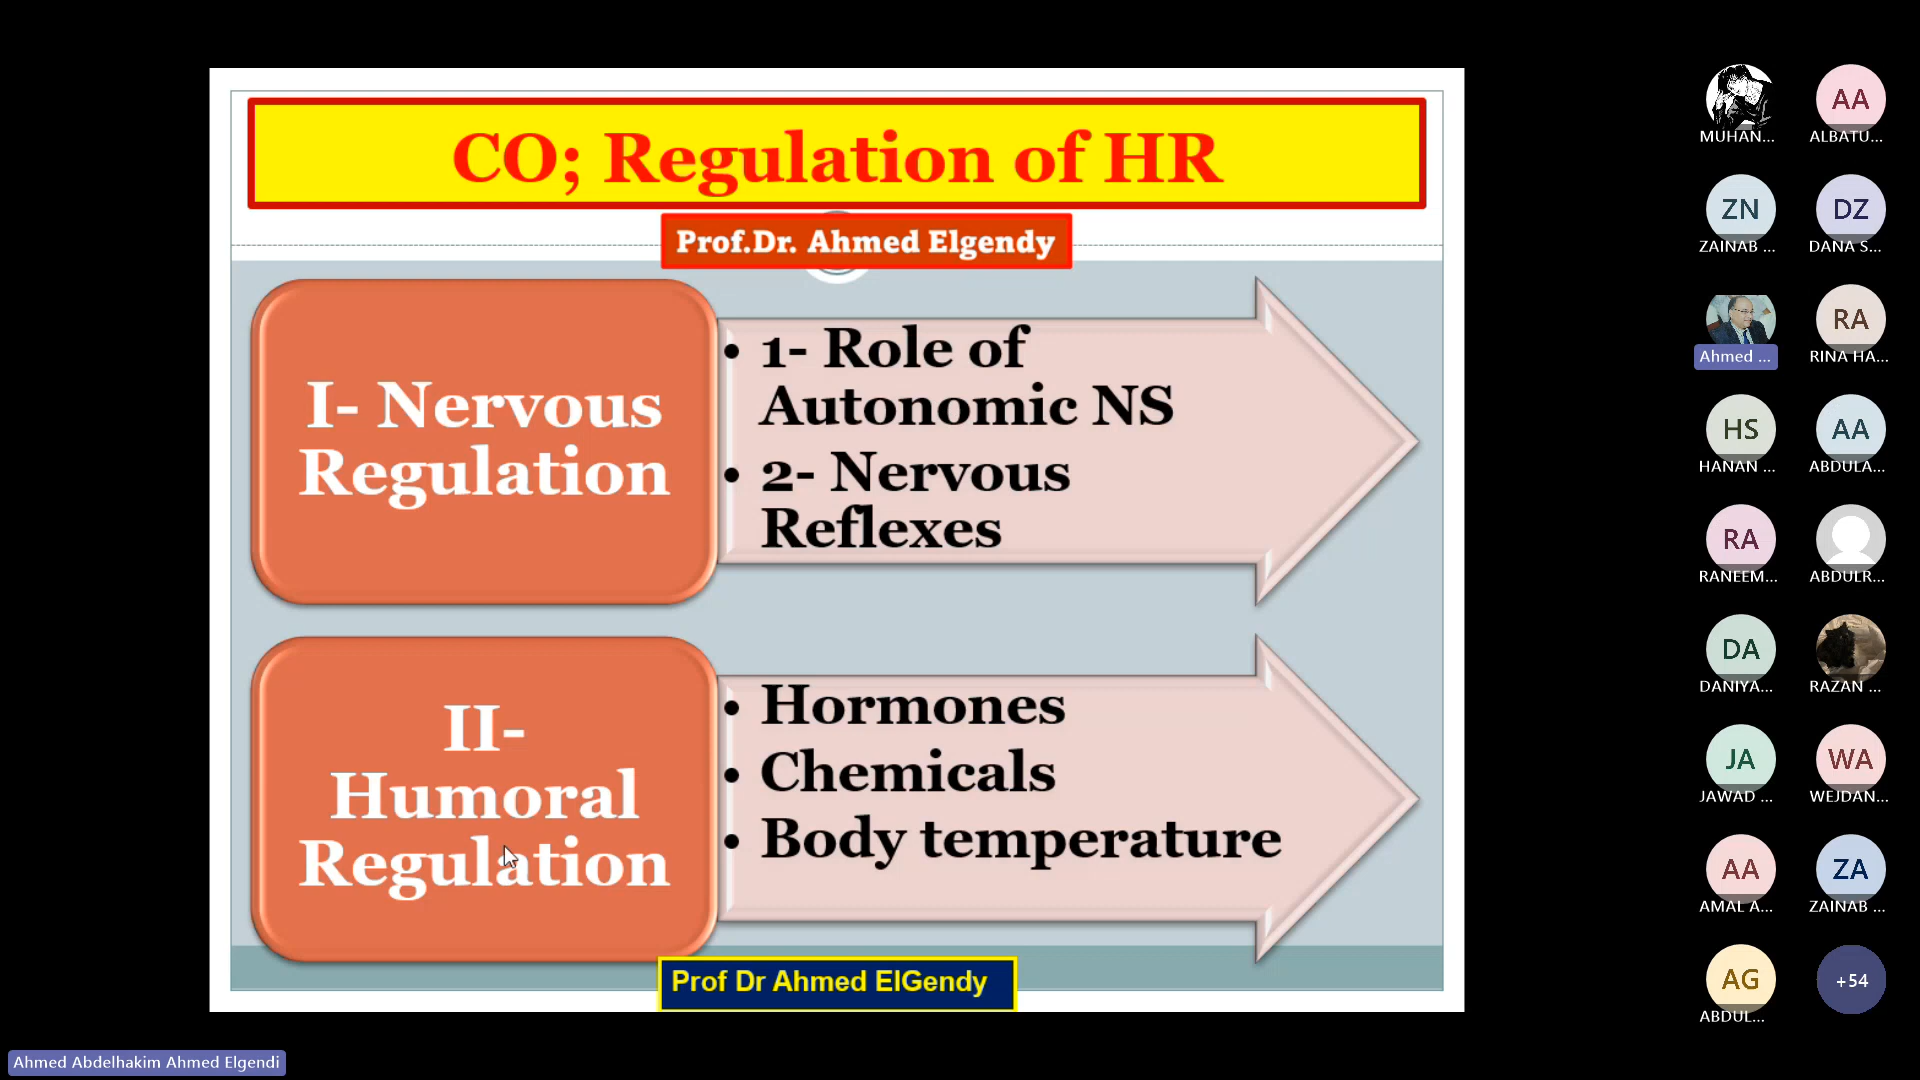 CO; Regulation of HR
Prof.Dr. Ahmed Elgendy
I- Nervous
Regulation
• 1- Role of
Autonomic NS
• 2- Nervous
Reflexes
II-
Humoral
Regulation
• Hormones
• Chemicals
• Body temperature
Prof Dr Ahmed ElGendy
MUHAN...
AA
ALBATU...
ZN
ZAINAB ...
DZ
DANA S...
Ahmed ...
RA
RINA HA...
HS
HANAN ...
AA
ABDULA...
RA
RANEEM...
ABDULR...
DA
DANIYA...
RAZAN ...
JA
JAWAD ...
WA
WEJDAN...
AA
AMAL A...
ZA
ZAINAB ...
AG
ABDUL...
+54
Ahmed Abdelhakim Ahmed Elgendi